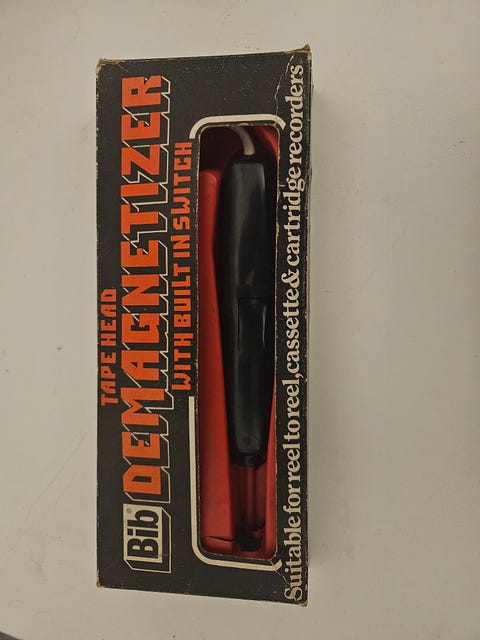 TAPE HEAD
Bib® DEMAGNETIZER
WITH BUILT IN SWITCH
Suitable for reel to reel, cassette & cartridge recorders